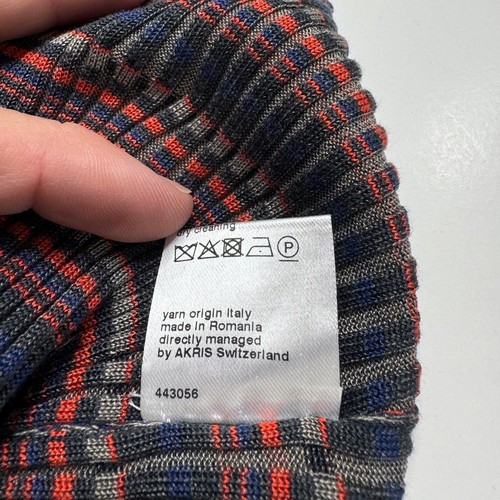 dry cleaning
P
yarn origin Italy
made in Romania
directly managed
by AKRIS Switzerland
443056